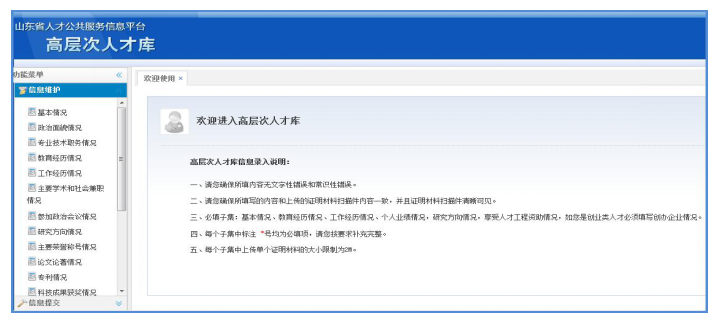 山东省人才公共服务信息平台
高层次人才库
功能菜单
欢迎使用 ×
信息维护
基本情况
政治面貌情况
专业技术职务情况
教育经历情况
工作经历情况
主要学术和社会兼职
情况
参加政治会议情况
研究方向情况
主要荣誉称号情况
论文论著情况
专利情况
科技成果获奖情况
信息提交
欢迎进入高层次人才库
高层次人才库信息录入说明：
一、请您确保所填内容无文字性错误和常识性错误。
二、请您确保所填写的内容和上传的证明材料扫描件内容一致，并且证明材料扫描件清晰可见。
三、必填子集：基本情况、教育经历情况、工作经历情况、个人业绩情况，研究方向情况，享受人才工程资助情况，如您是创业类人才必须填写创办企业情况。
四、每个子集中标注 *号均为必填项，请您按要求补充完整。
五、每个子集中上传单个证明材料的大小限制为2M。